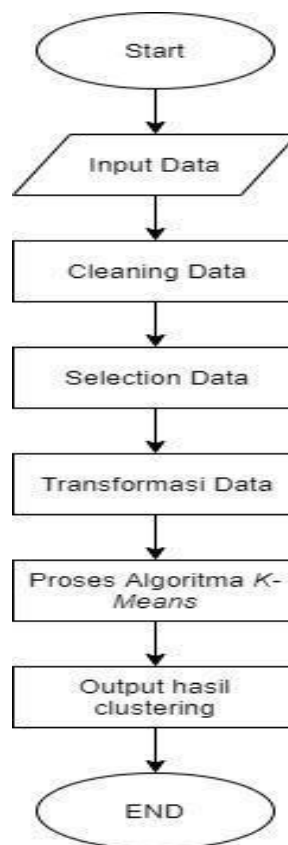 Start
Input Data
Cleaning Data
Selection Data
Transformasi Data
Proses Algoritma K-
Means
Output hasil
clustering
END